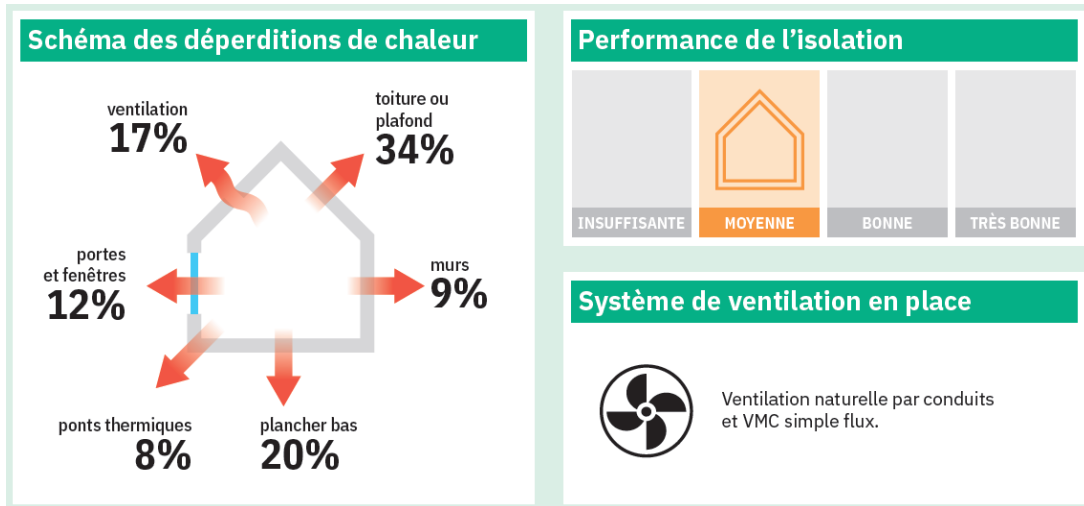 Schéma des déperditions de chaleur
ventilation
17%
toiture ou
plafond
34%
portes
et fenêtres
12%
murs
9%
ponts thermiques
8%
plancher bas
20%
Performance de l’isolation
INSUFFISANTE
MOYENNE
BONNE
TRÈS BONNE
Système de ventilation en place
Ventilation naturelle par conduits
et VMC simple flux.